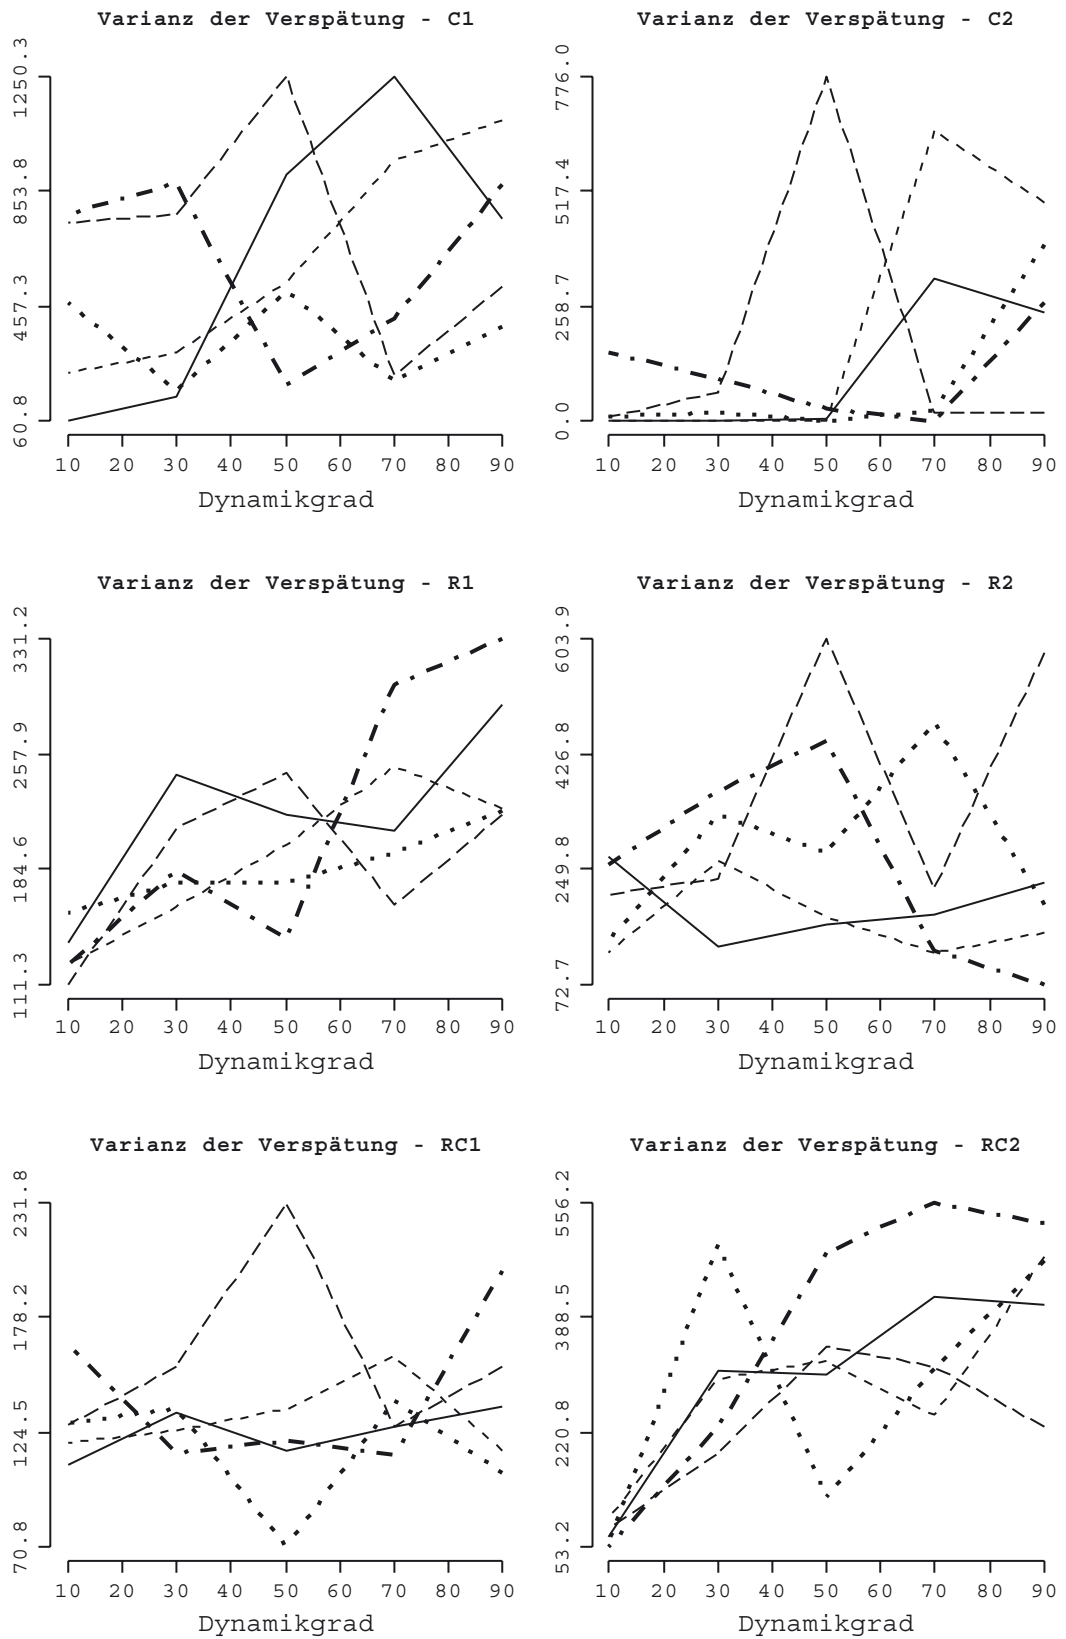 Varianz der Verspätung - C1
1250.3
853.8
457.3
60.8
10 20 30 40 50 60 70 80 90
Dynamikgrad
Varianz der Verspätung - C2
776.0
517.4
258.7
0.0
10 20 30 40 50 60 70 80 90
Dynamikgrad
Varianz der Verspätung - R1
331.2
257.9
184.6
111.3
10 20 30 40 50 60 70 80 90
Dynamikgrad
Varianz der Verspätung - R2
603.9
426.8
249.8
72.7
10 20 30 40 50 60 70 80 90
Dynamikgrad
Varianz der Verspätung - RC1
231.8
178.2
124.5
70.8
10 20 30 40 50 60 70 80 90
Dynamikgrad
Varianz der Verspätung - RC2
556.2
388.5
220.8
53.2
10 20 30 40 50 60 70 80 90
Dynamikgrad